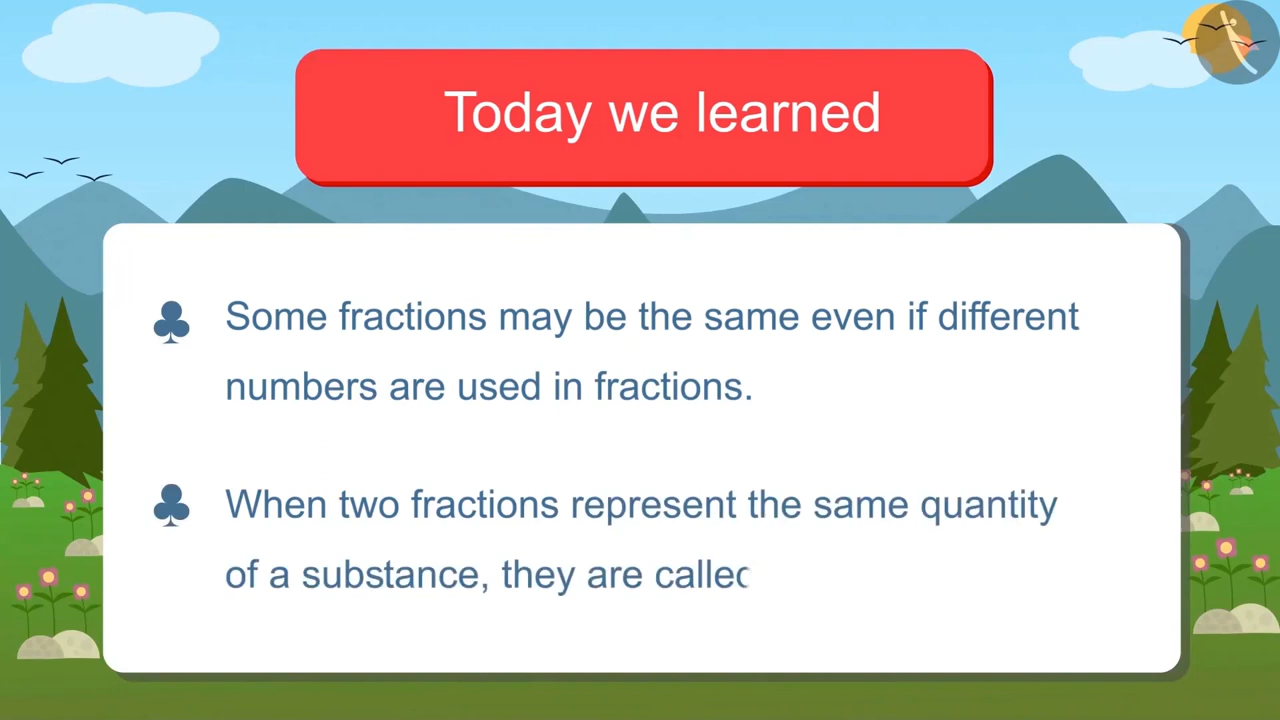 Today we learned
Some fractions may be the same even if different
numbers are used in fractions.
When two fractions represent the same quantity
of a substance, they are